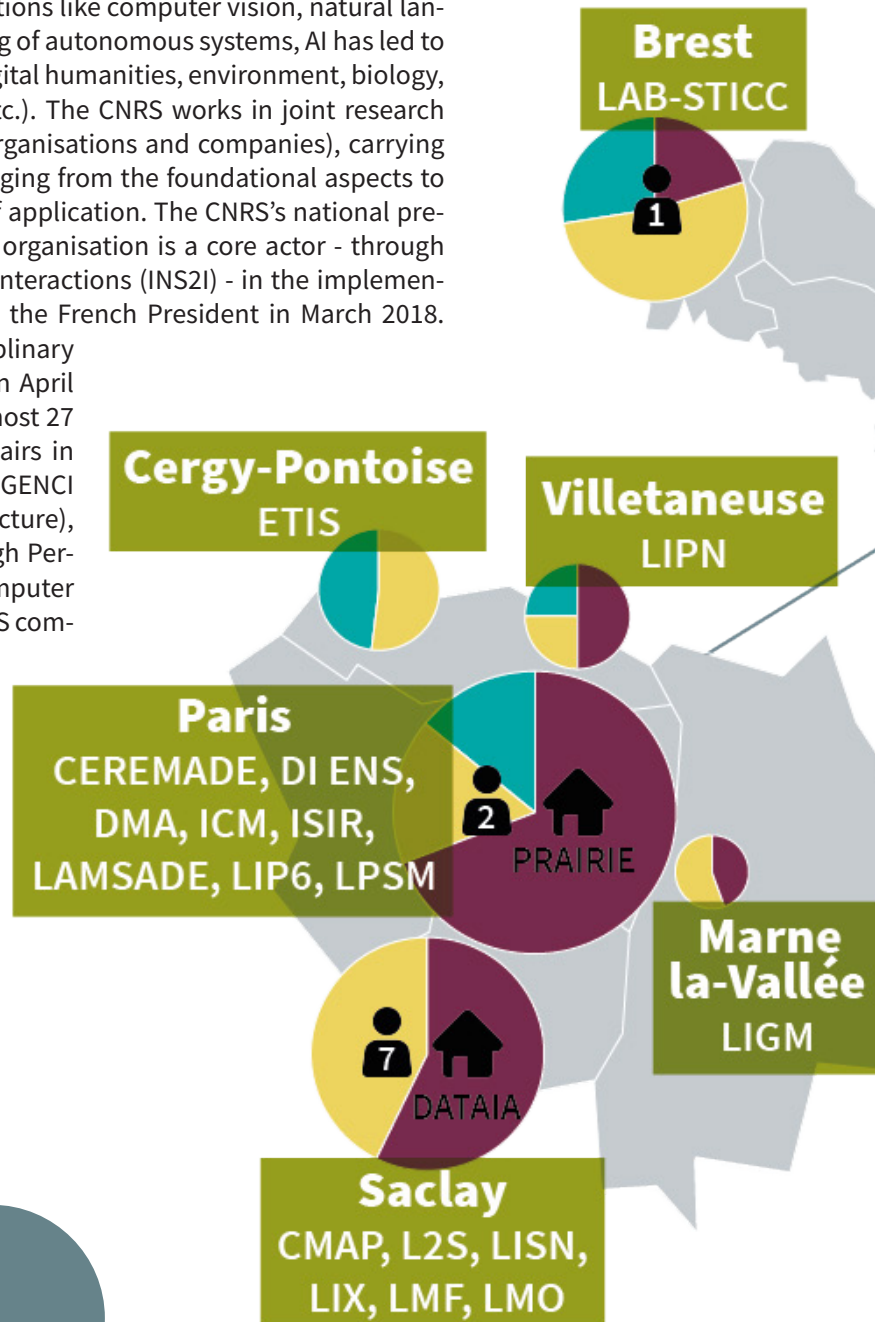 tions like computer vision, natural lan-
g of autonomous systems, AI has led to
gital humanities, environment, biology,
tc.). The CNRS works in joint research
rganisations and companies), carrying
ging from the foundational aspects to
f application. The CNRS's national pre-
organisation is a core actor - through
nteractions (INS2I) - in the implemen-
the French President in March 2018.
plinary
n April
nost 27
airs in
GENCI
cture),
gh Per-
mputer
S com-
Brest
LAB-STICC
1
Cergy-Pontoise
ETIS
Villetaneuse
LIPN
Paris
CEREMADE, DI ENS,
DMA, ICM, ISIR,
LAMSADE, LIP6, LPSM
2
PRAIRIE
Marne
la-Vallée
LIGM
7
DATAIA
Saclay
CMAP, L2S, LISN,
LIX, LMF, LMO